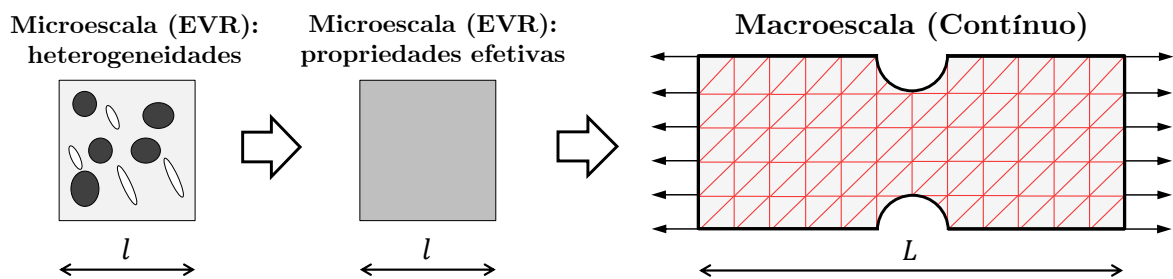 Microescala (EVR):
heterogeneidades
Microescala (EVR):
propriedades efetivas
Macroescala (Contínuo)
l
l
L